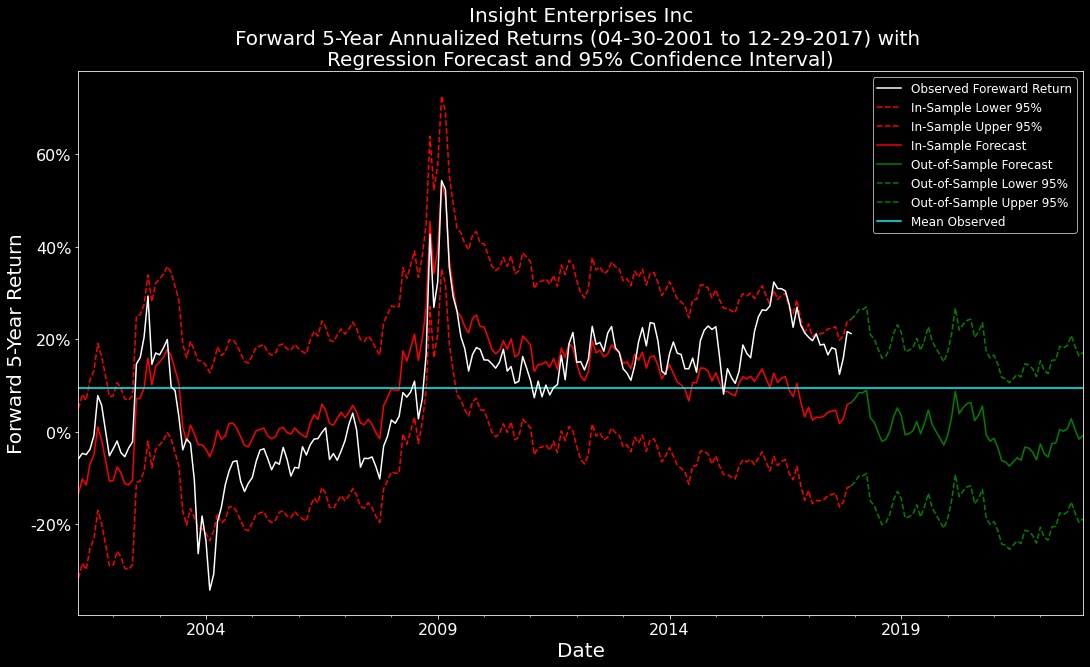 Insight Enterprises Inc
Forward 5-Year Annualized Returns (04-30-2001 to 12-29-2017) with
Regression Forecast and 95% Confidence Interval)
Observed Foreward Return
In-Sample Lower 95%
In-Sample Upper 95%
In-Sample Forecast
Out-of-Sample Forecast
Out-of-Sample Lower 95%
Out-of-Sample Upper 95%
Mean Observed
Forward 5-Year Return
60%
40%
20%
0%
-20%
2004
2009
2014
2019
Date